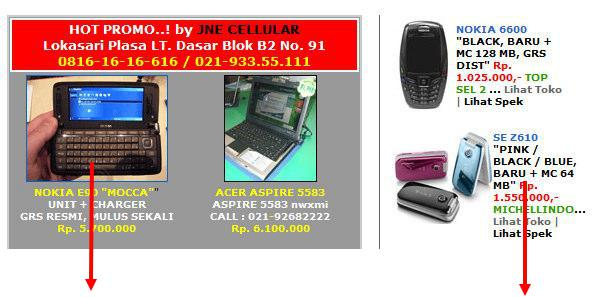 HOT PROMO..! by JNE CELLULAR
Lokasari Plasa LT. Dasar Blok B2 No. 91
0816-16-16-616 / 021-933.55.111
NOKIA E90 "MOCCA""
UNIT + CHARGER
GRS RESMI, MULUS SEKALI
Rp. 5.700.000
ACER ASPIRE 5583
ASPIRE 5583 nwxmi
CALL : 021-92682222
Rp. 6.100.000
NOKIA 6600
"BLACK, BARU +
MC 128 MB, GRS
DIST" Rp.
1.025.000,- TOP
SEL 2 ... Lihat Toko
| Lihat Spek
SE Z610
"PINK /
BLACK / BLUE,
BARU + MC 64
MB" Rp.
1.550.000,-
MICHELLINDO...
Lihat Toko |
Lihat Spek